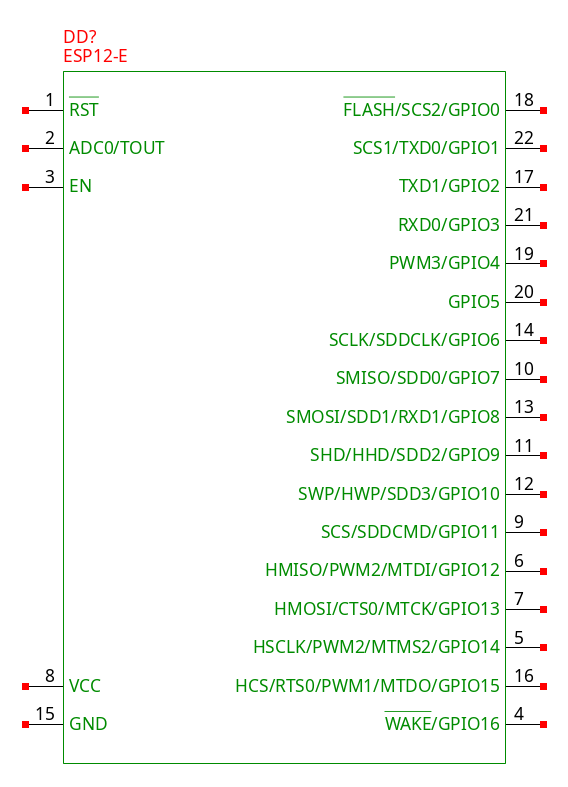 DD?
ESP12-E
1 RST FLASH/SCS2/GPIO0 18
2 ADC0/TOUT SCS1/TXD0/GPIO1 22
3 EN TXD1/GPIO2 17
RXD0/GPIO3 21
PWM3/GPIO4 19
GPIO5 20
SCLK/SDDCLK/GPIO6 14
SMISO/SDD0/GPIO7 10
SMOSI/SDD1/RXD1/GPIO8 13
SHD/HHD/SDD2/GPIO9 11
SWP/HWP/SDD3/GPIO10 12
SCS/SDDCMD/GPIO11 9
HMISO/PWM2/MTDI/GPIO12 6
HMOSI/CTS0/MTCK/GPIO13 7
HSCLK/PWM2/MTMS2/GPIO14 5
8 VCC HCS/RTS0/PWM1/MTDO/GPIO15 16
15 GND WAKE/GPIO16 4